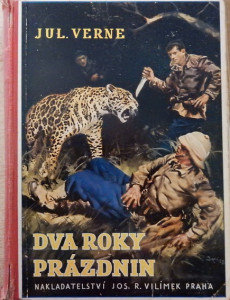 JUL. VERNE
DVA ROKY
PRÁZDNIN
NAKLADATELSTVÍ JOS. R. VILÍMEK PRAHA